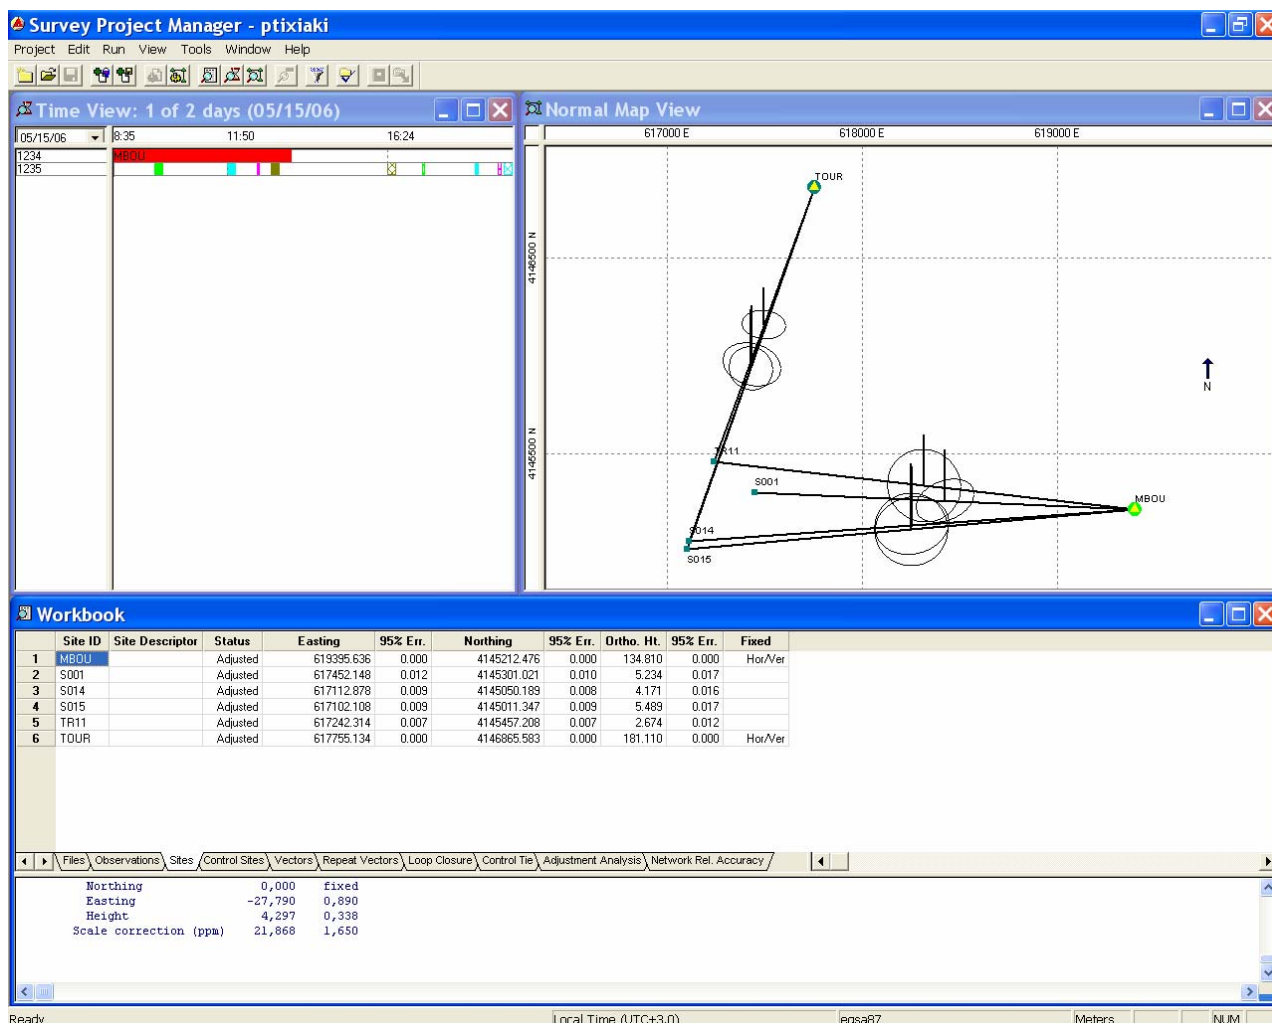 Survey Project Manager - ptixiaki
Project Edit Run View Tools Window Help
Time View: 1 of 2 days (05/15/06)
05/15/06 8:35 11:50 16:24
1234 MBOU
1235
Normal Map View
617000 E 618000 E 619000 E
TOUR
4146500 N
N
4145500 N
TR11
S001
MBOU
S014
S015
Workbook
Site ID Site Descriptor Status Easting 95% Err. Northing 95% Err. Ortho. Ht. 95% Err. Fixed
1 MBOU Adjusted 619395.636 0.000 4145212.476 0.000 134.810 0.000 Hor/Ver
2 S001 Adjusted 617452.148 0.012 4145301.021 0.010 5.234 0.017
3 S014 Adjusted 617112.878 0.009 4145050.189 0.008 4.171 0.016
4 S015 Adjusted 617102.108 0.009 4145011.347 0.009 5.489 0.017
5 TR11 Adjusted 617242.314 0.007 4145457.208 0.007 2.674 0.012
6 TOUR Adjusted 617755.134 0.000 4146865.583 0.000 181.110 0.000 Hor/Ver
Files Observations Sites Control Sites Vectors Repeat Vectors Loop Closure Control Tie Adjustment Analysis Network Rel. Accuracy
Northing 0,000 fixed
Easting -27,790 0,890
Height 4,297 0,338
Scale correction (ppm) 21,868 1,650
Ready Local Time (UTC+3.0) egsa87 Meters NUM